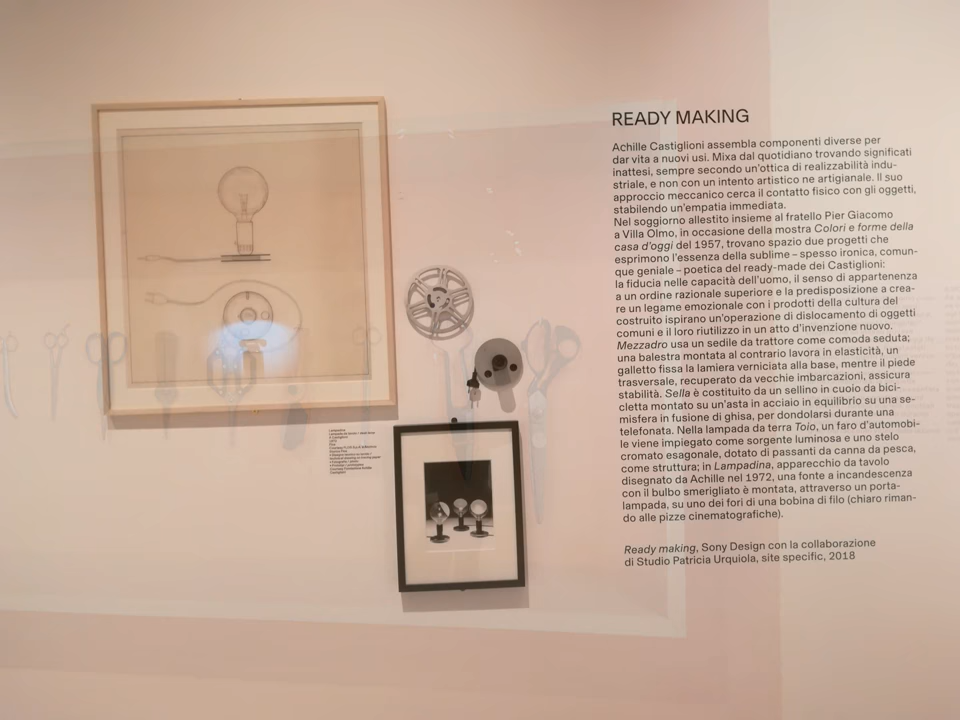 READY MAKING
Achille Castiglioni assembla componenti diverse per
dar vita a nuovi usi. Mixa dal quotidiano trovando significati
inattesi, sempre secondo un'ottica di realizzabilità indu-
striale, e non con un intento artistico ne artigianale. Il suo
approccio meccanico cerca il contatto fisico con gli oggetti,
stabilendo un'empatia immediata.
Nel soggiorno allestito insieme al fratello Pier Giacomo
a Villa Olmo, in occasione della mostra Colori e forme della
casa d'oggi del 1957, trovano spazio due progetti che
esprimono l'essenza della sublime – spesso ironica, comun-
que geniale – poetica del ready-made dei Castiglioni:
la fiducia nelle capacità dell'uomo, il senso di appartenenza
a un ordine razionale superiore e la predisposizione a crea-
re un legame emozionale con i prodotti della cultura del
costruito ispirano un'operazione di dislocamento di oggetti
comuni e il loro riutilizzo in un atto d'invenzione nuovo.
Mezzadro usa un sedile da trattore come comoda seduta;
una balestra montata al contrario lavora in elasticità, un
galletto fissa la lamiera verniciata alla base, mentre il piede
trasversale, recuperato da vecchie imbarcazioni, assicura
stabilità. Sella è costituito da un sellino in cuoio da bici-
cletta montato su un'asta in acciaio in equilibrio su una se-
misfera in fusione di ghisa, per dondolarsi durante una
telefonata. Nella lampada da terra Toio, un faro d'automobi-
le viene impiegato come sorgente luminosa e uno stelo
cromato esagonale, dotato di passanti da canna da pesca,
come struttura; in Lampadina, apparecchio da tavolo
disegnato da Achille nel 1972, una fonte a incandescenza
con il bulbo smerigliato è montata, attraverso un porta-
lampada, su uno dei fori di una bobina di filo (chiaro riman-
do alle pizze cinematografiche).
Ready making, Sony Design con la collaborazione
di Studio Patricia Urquiola, site specific, 2018